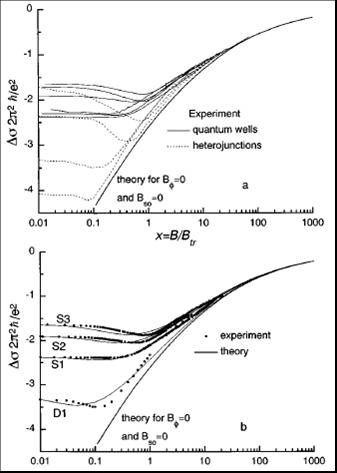 0
-1
-2
-3
-4
Δσ 2π² ħ/e²
Experiment
quantum wells
heterojunctions
theory for Bϕ=0
and Bso=0
a
0.01 0.1 1 10 100 1000
x=B/Btr
0
-1
-2
-3
-4
Δσ 2π²ħ/e²
S3
S2
S1
D1
experiment
theory
theory for Bϕ=0
and Bso=0
b
0.01 0.1 1 10 100 1000